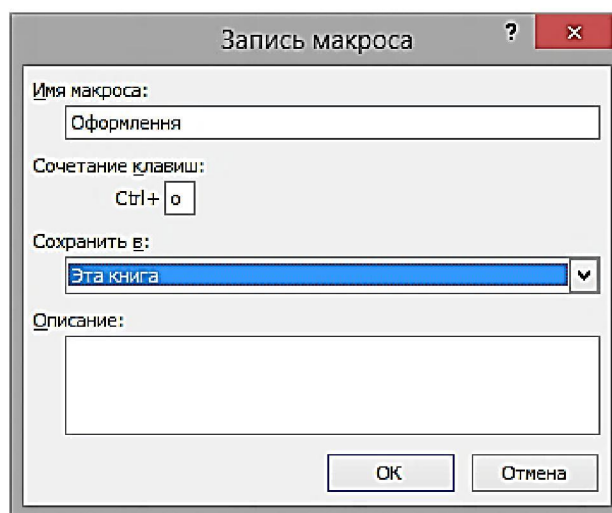 Запись макроса ? ×
Имя макроса:
Оформлення
Сочетание клавиш:
Ctrl+ о
Сохранить в:
Эта книга
Описание:
ОК Отмена